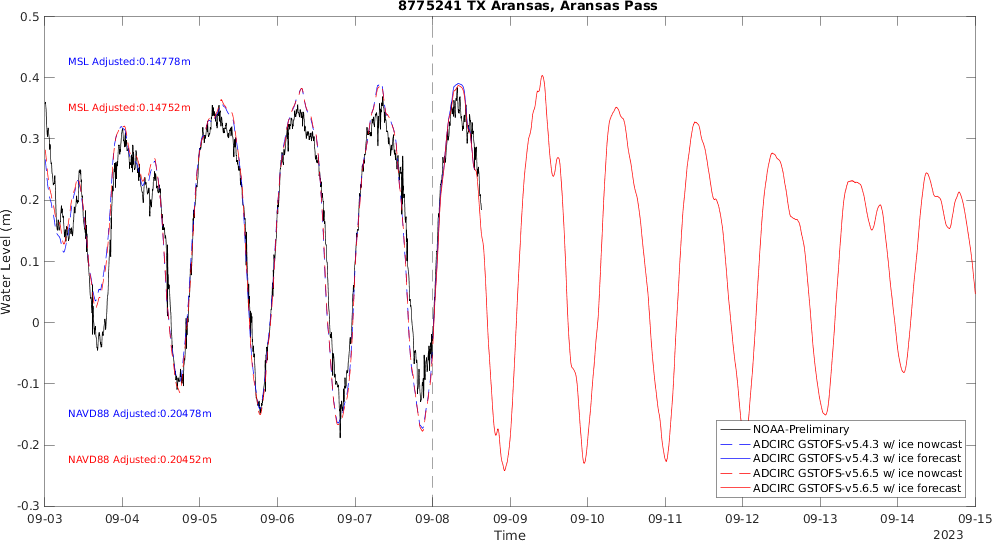 8775241 TX Aransas, Aransas Pass
0.5
0.4
0.3
0.2
0.1
0
-0.1
-0.2
-0.3
Water Level (m)
MSL Adjusted:0.14778m
MSL Adjusted:0.14752m
NAVD88 Adjusted:0.20478m
NAVD88 Adjusted:0.20452m
NOAA-Preliminary
ADCIRC GSTOFS-v5.4.3 w/ ice nowcast
ADCIRC GSTOFS-v5.4.3 w/ ice forecast
ADCIRC GSTOFS-v5.6.5 w/ ice nowcast
ADCIRC GSTOFS-v5.6.5 w/ ice forecast
09-03 09-04 09-05 09-06 09-07 09-08 09-09 09-10 09-11 09-12 09-13 09-14 09-15
Time
2023